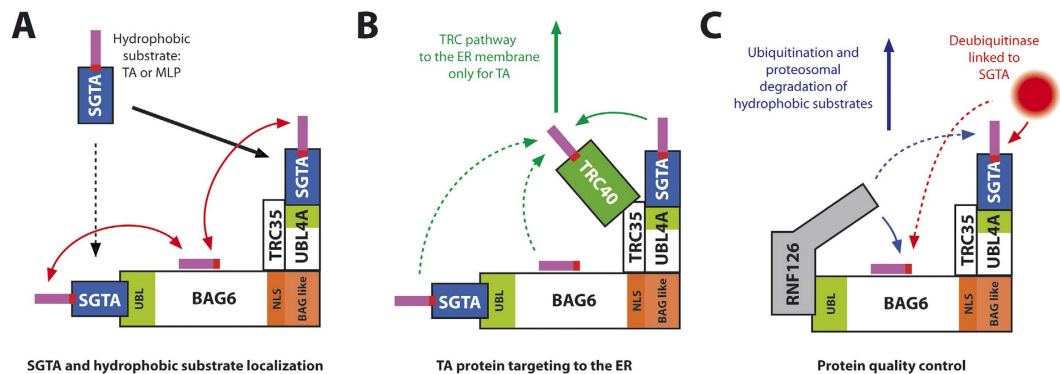 A
Hydrophobic
substrate:
TA or MLP
SGTA
SGTA
TRC35
UBL4A
SGTA
UBL
BAG6
NLS
BAG like
SGTA and hydrophobic substrate localization
B
TRC pathway
to the ER membrane
only for TA
TRC40
SGTA
TRC35
UBL4A
SGTA
UBL
BAG6
NLS
BAG like
TA protein targeting to the ER
C
Ubiquitination and
proteosomal
degradation of
hydrophobic substrates
Deubiquitinase
linked to
SGTA
SGTA
RNF126
TRC35
UBL4A
UBL
BAG6
NLS
BAG like
Protein quality control